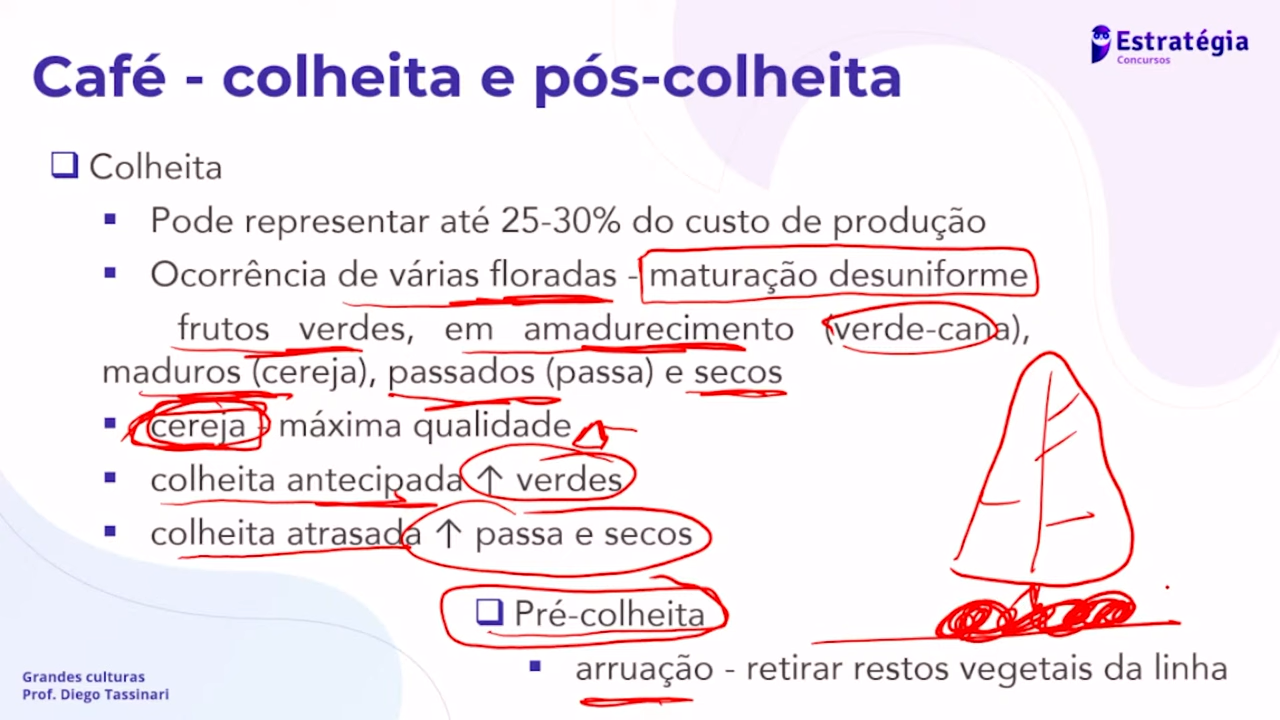 Estratégia
Concursos
Café - colheita e pós-colheita
Colheita
Pode representar até 25-30% do custo de produção
Ocorrência de várias floradas - maturação desuniforme
frutos verdes, em amadurecimento (verde-cana),
maduros (cereja), passados (passa) e secos
cereja - máxima qualidade
colheita antecipada ↑ verdes
colheita atrasada ↑ passa e secos
Pré-colheita
arruação - retirar restos vegetais da linha
Grandes culturas
Prof. Diego Tassinari